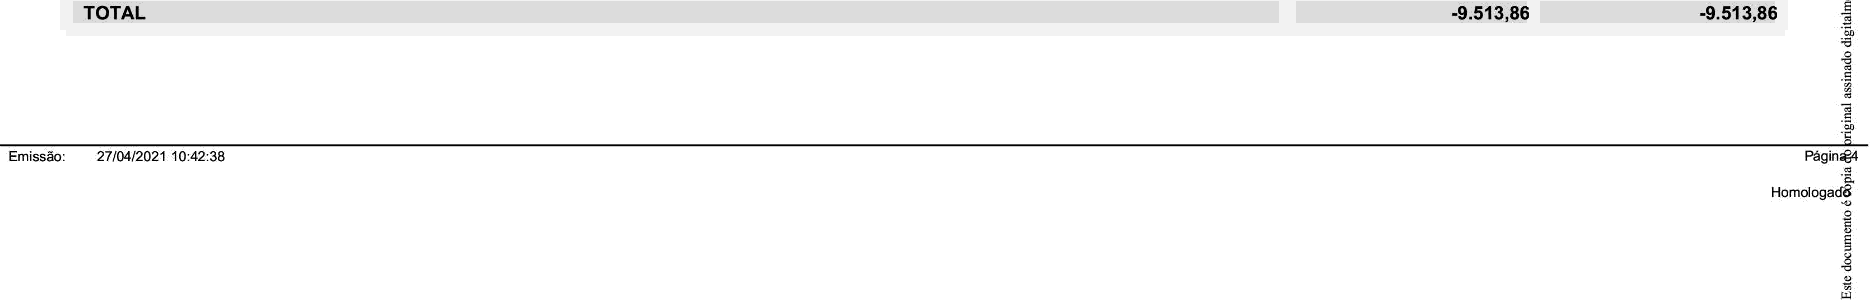 TOTAL -9.513,86 -9.513,86
Emissão: 27/04/2021 10:42:38 Página 4
Homologado
Este documento é cópia do original assinado